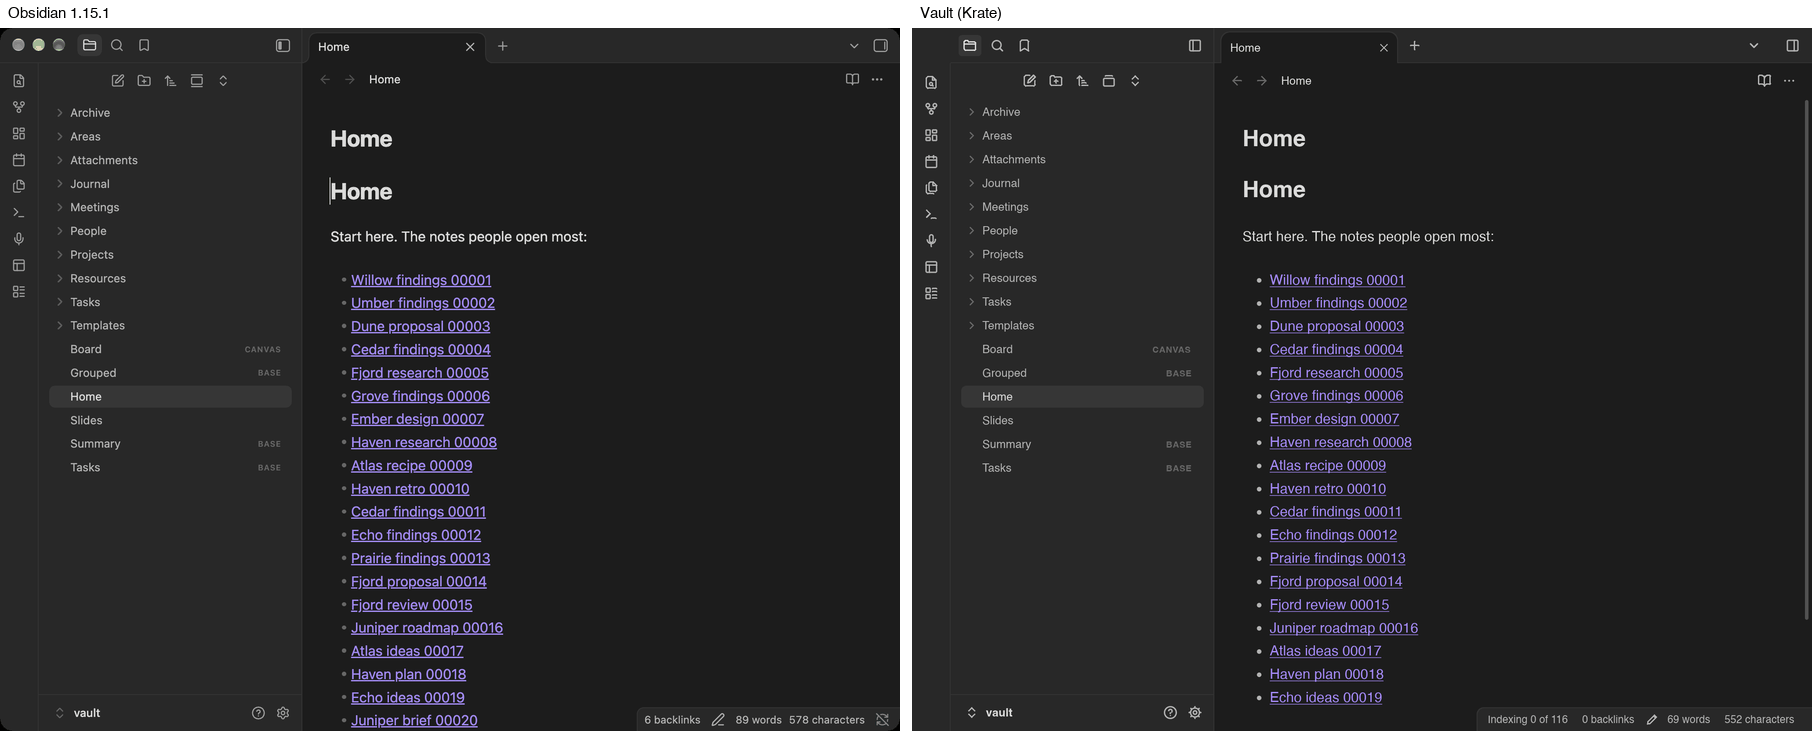 Obsidian 1.15.1
Home
Home
Archive
Areas
Attachments
Journal
Meetings
People
Projects
Resources
Tasks
Templates
Board CANVAS
Grouped BASE
Home
Slides
Summary BASE
Tasks BASE
vault
Home
Home
Start here. The notes people open most:
Willow findings 00001
Umber findings 00002
Dune proposal 00003
Cedar findings 00004
Fjord research 00005
Grove findings 00006
Ember design 00007
Haven research 00008
Atlas recipe 00009
Haven retro 00010
Cedar findings 00011
Echo findings 00012
Prairie findings 00013
Fjord proposal 00014
Fjord review 00015
Juniper roadmap 00016
Atlas ideas 00017
Haven plan 00018
Echo ideas 00019
Juniper brief 00020
6 backlinks 89 words 578 characters
Vault (Krate)
Home
Home
Archive
Areas
Attachments
Journal
Meetings
People
Projects
Resources
Tasks
Templates
Board CANVAS
Grouped BASE
Home
Slides
Summary BASE
Tasks BASE
vault
Home
Home
Start here. The notes people open most:
Willow findings 00001
Umber findings 00002
Dune proposal 00003
Cedar findings 00004
Fjord research 00005
Grove findings 00006
Ember design 00007
Haven research 00008
Atlas recipe 00009
Haven retro 00010
Cedar findings 00011
Echo findings 00012
Prairie findings 00013
Fjord proposal 00014
Fjord review 00015
Juniper roadmap 00016
Atlas ideas 00017
Haven plan 00018
Echo ideas 00019
Indexing 0 of 116 0 backlinks 69 words 552 characters